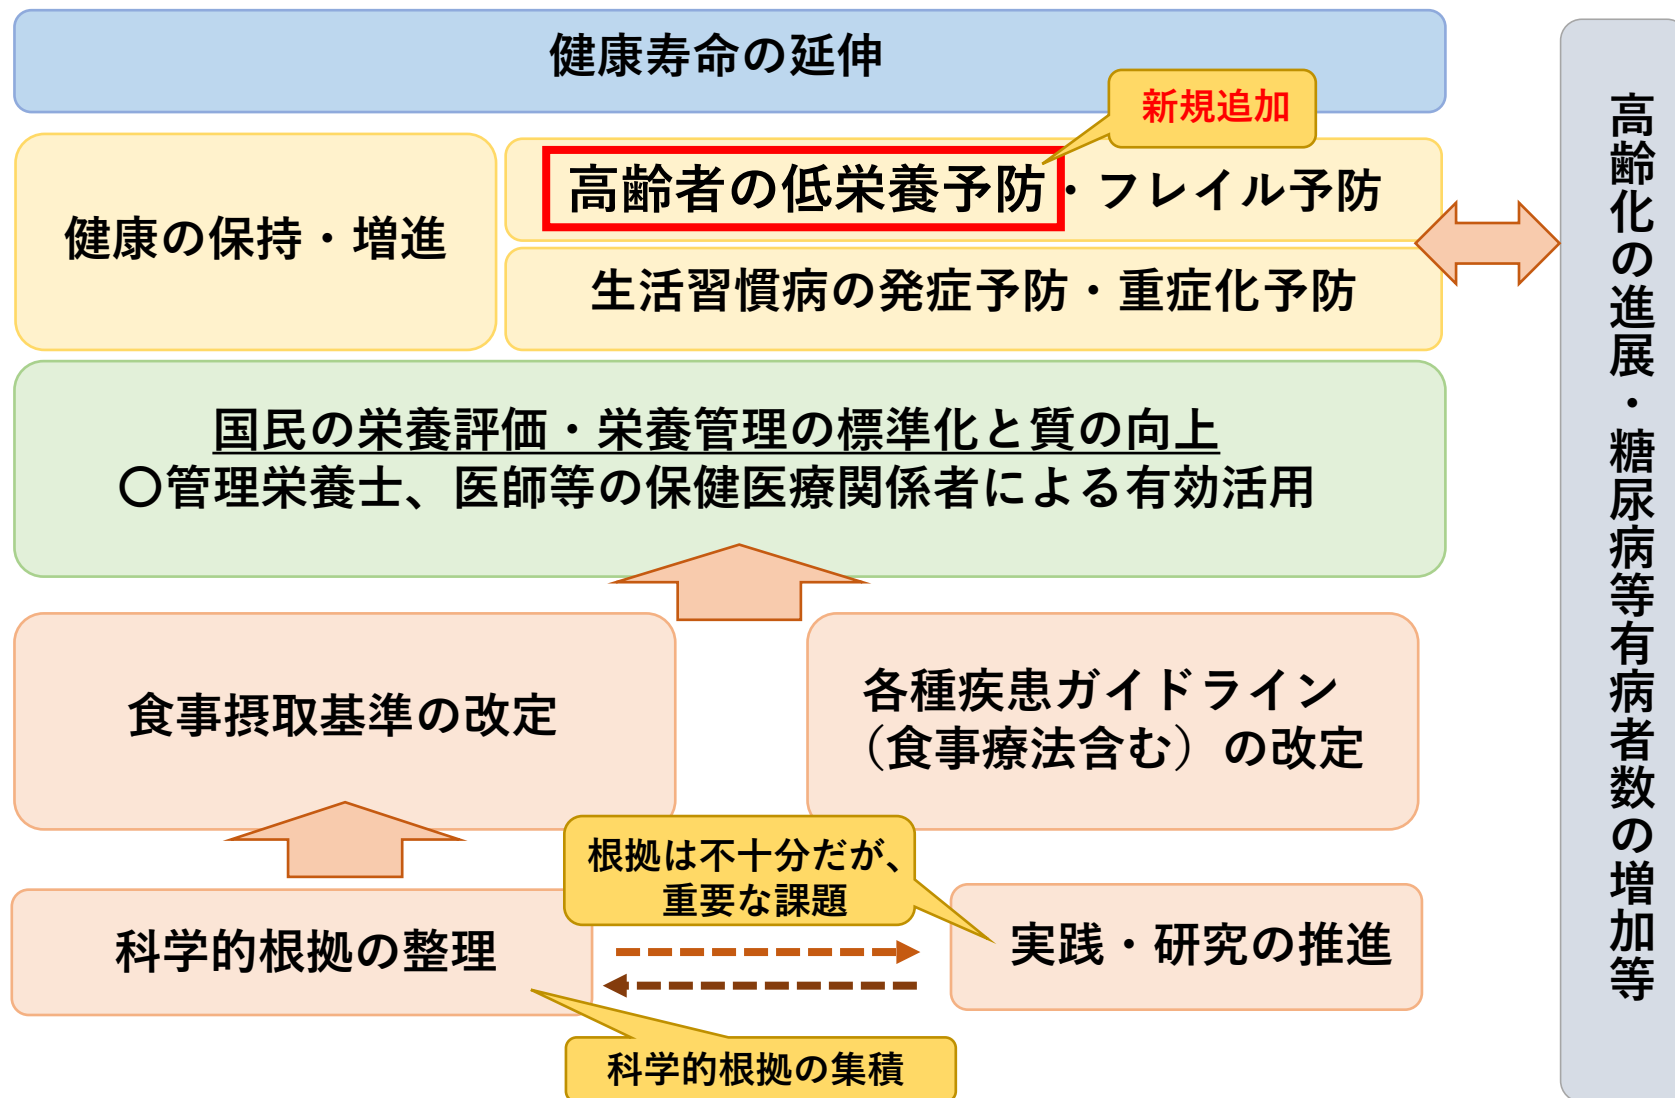 健康寿命の延伸
新規追加
健康の保持・増進
高齢者の低栄養予防・フレイル予防
生活習慣病の発症予防・重症化予防
国民の栄養評価・栄養管理の標準化と質の向上
〇管理栄養士、医師等の保健医療関係者による有効活用
食事摂取基準の改定
各種疾患ガイドライン
（食事療法含む）の改定
根拠は不十分だが、
重要な課題
科学的根拠の整理
実践・研究の推進
科学的根拠の集積
高齢化の進展・糖尿病等有病者数の増加等